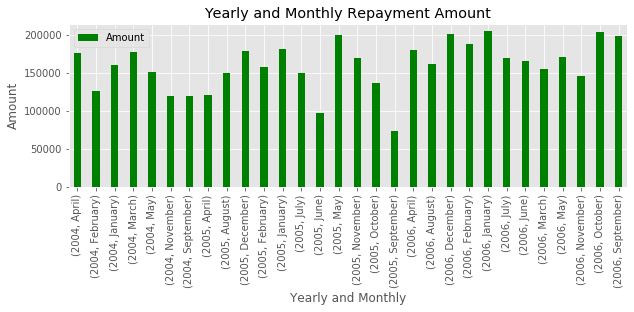 Yearly and Monthly Repayment Amount
Amount
Amount
200000
150000
100000
50000
0
(2004, April)
(2004, February)
(2004, January)
(2004, March)
(2004, May)
(2004, November)
(2004, September)
(2005, April)
(2005, August)
(2005, December)
(2005, February)
(2005, January)
(2005, July)
(2005, June)
(2005, May)
(2005, November)
(2005, October)
(2005, September)
(2006, April)
(2006, August)
(2006, December)
(2006, February)
(2006, January)
(2006, July)
(2006, June)
(2006, March)
(2006, May)
(2006, November)
(2006, October)
(2006, September)
Yearly and Monthly